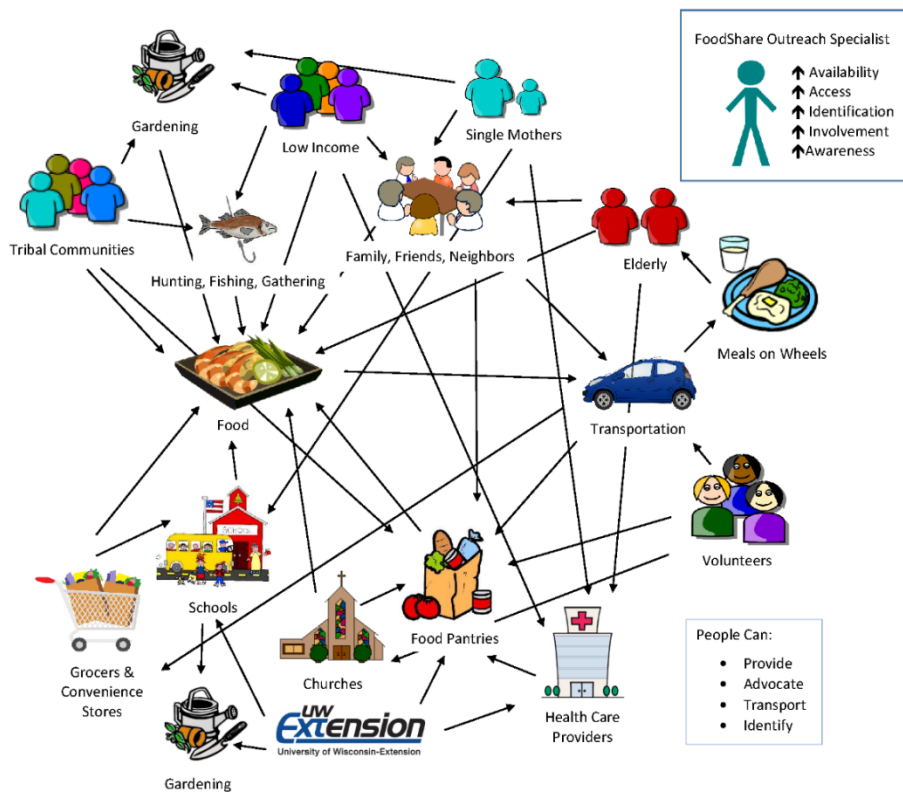 FoodShare Outreach Specialist
Availability
Access
Identification
Involvement
Awareness
Gardening
Low Income
Single Mothers
Tribal Communities
Hunting, Fishing, Gathering
Family, Friends, Neighbors
Elderly
Meals on Wheels
Food
Transportation
SCHOOL
Volunteers
Schools
Food Pantries
Grocers &
Convenience
Stores
Churches
Health Care
Providers
People Can:
• Provide
• Advocate
• Transport
• Identify
UW
Extension
University of Wisconsin-Extension
Gardening